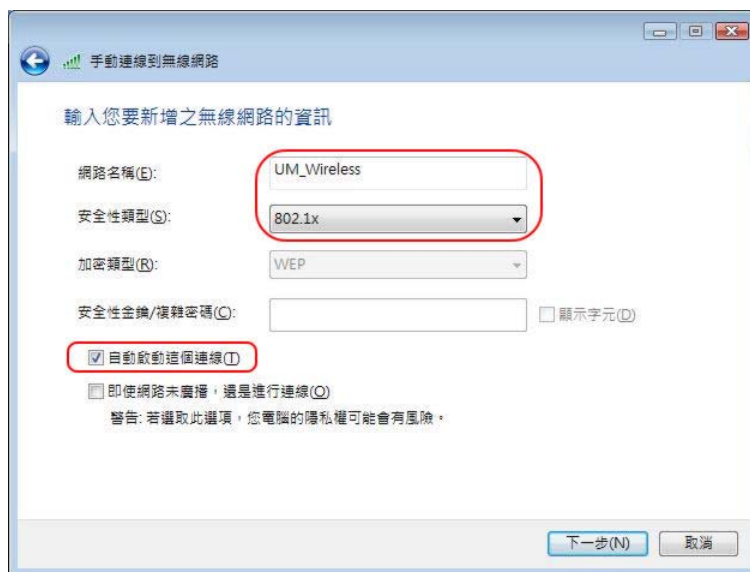 手動連線到無線網路
輸入您要新增之無線網路的資訊
網路名稱(E): UM_Wireless
安全性類型(S): 802.1x
加密類型(R): WEP
安全性金鑰/複雜密碼(C): 顯示字元(D)
自動啟動這個連線(T)
即使網路未廣播，還是進行連線(O)
警告: 若選取此選項，您電腦的隱私權可能會有風險。
下一步(N) 取消